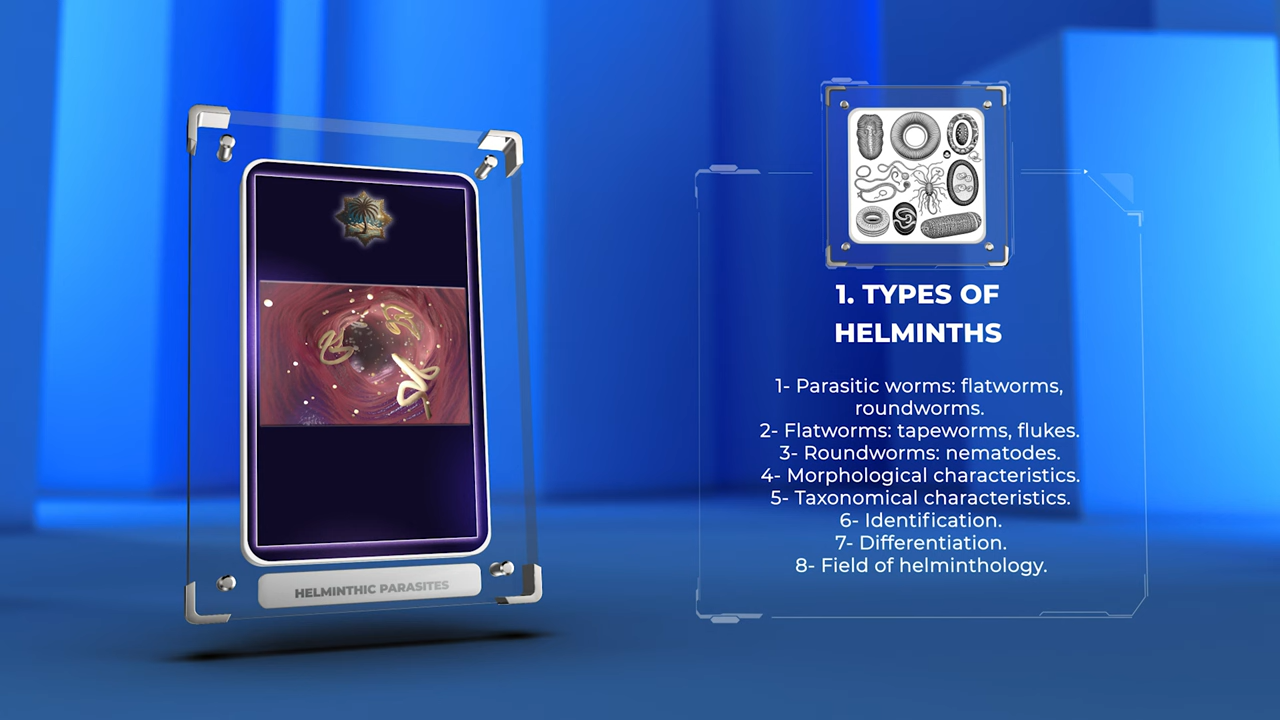 HELMINTHIC PARASITES
1. TYPES OF
HELMINTHS
1- Parasitic worms: flatworms,
roundworms.
2- Flatworms: tapeworms, flukes.
3- Roundworms: nematodes.
4- Morphological characteristics.
5- Taxonomical characteristics.
6- Identification.
7- Differentiation.
8- Field of helminthology.